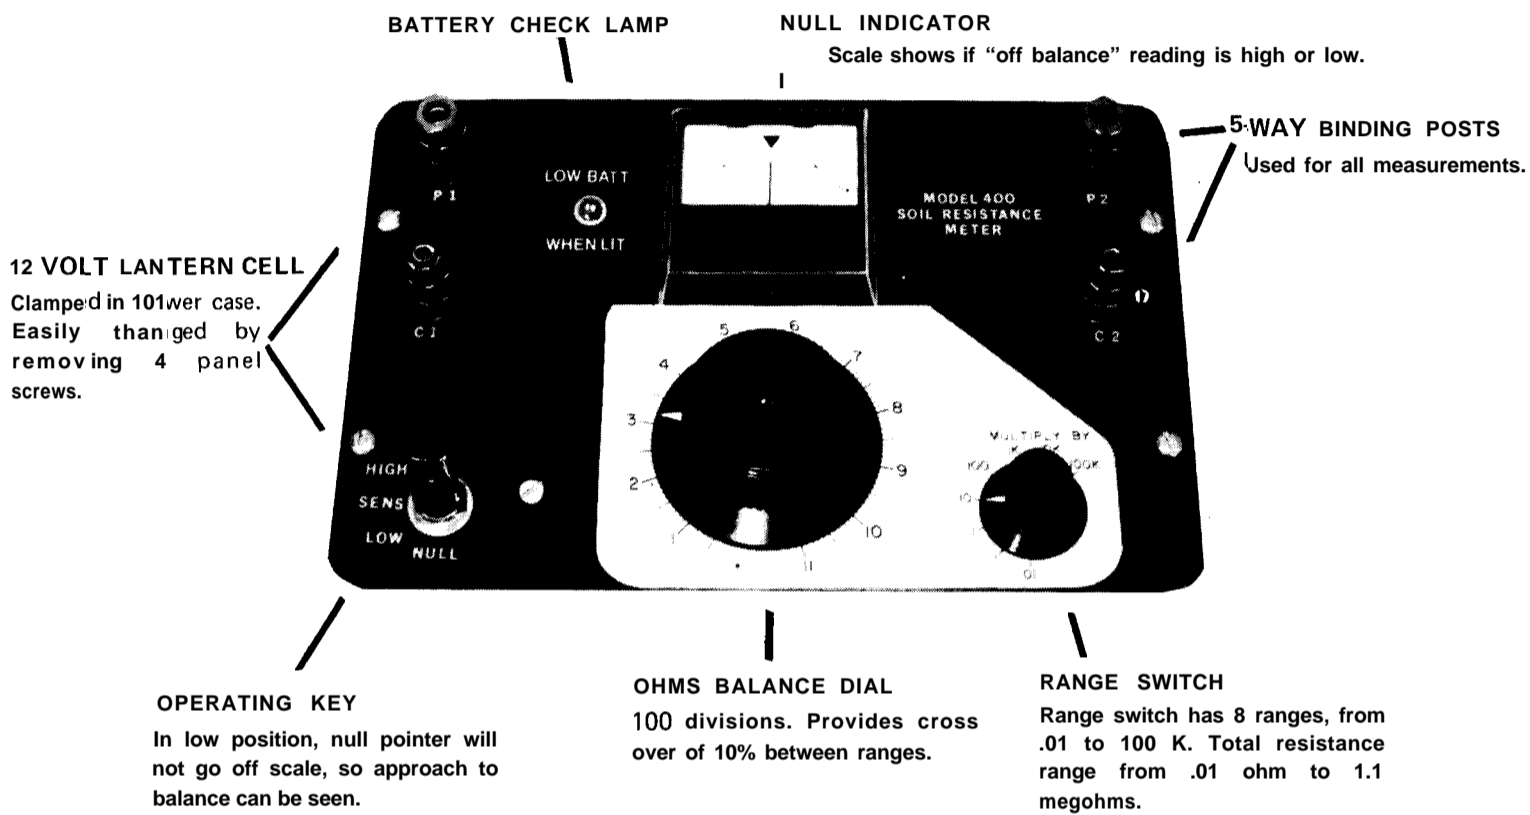 BATTERY CHECK LAMP
NULL INDICATOR
Scale shows if “off balance” reading is high or low.
5-WAY BINDING POSTS
Used for all measurements.
12 VOLT LANTERN CELL
Clamped in 101wer case.
Easily than ged by
removing 4 panel
screws.
P 1
LOW BATT
WHEN LIT
MODEL 400
SOIL RESISTANCE
METER
P 2
C 1
C 2
HIGH
SENS
LOW
NULL
1
2
3
4
5
6
7
8
9
10
11
MULTIPLY BY
.01
1
10
100
1K
100K
OPERATING KEY
In low position, null pointer will
not go off scale, so approach to
balance can be seen.
OHMS BALANCE DIAL
100 divisions. Provides cross
over of 10% between ranges.
RANGE SWITCH
Range switch has 8 ranges, from
.01 to 100 K. Total resistance
range from .01 ohm to 1.1
megohms.